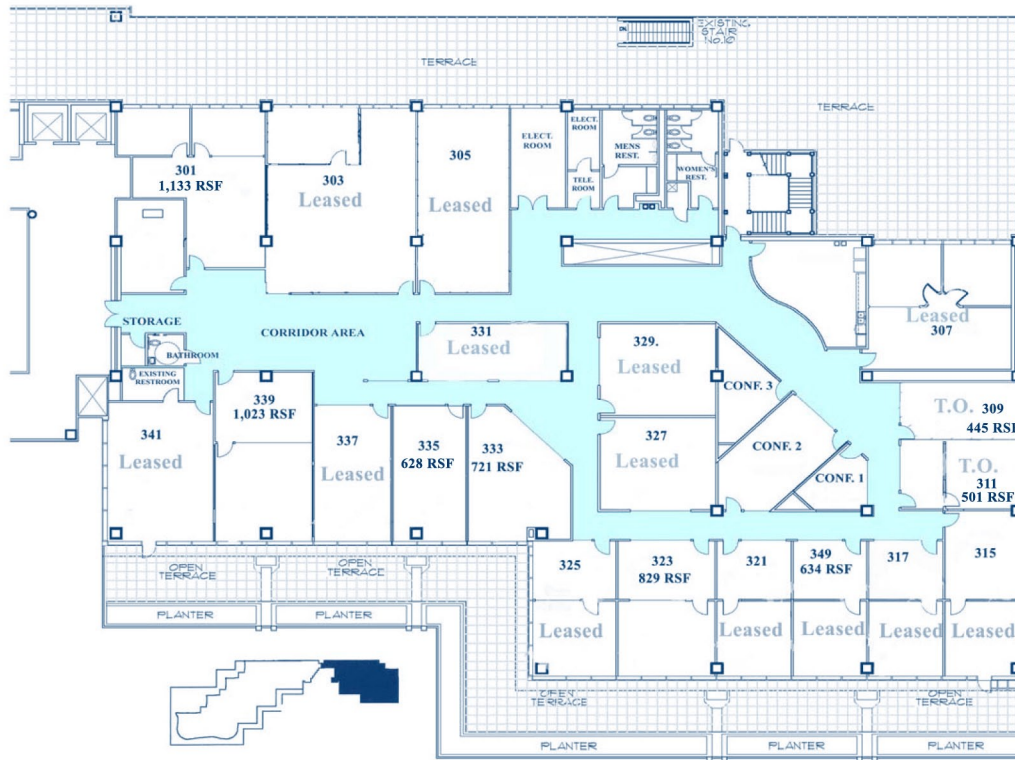 EXISTING
STAIR
No.16
DN.
TERRACE
TERRACE
301
1,133 RSF
303
Leased
305
Leased
ELECT.
ROOM
ELECT.
ROOM
TELE.
ROOM
MENS
REST.
WOMEN'S
REST.
STORAGE
CORRIDOR AREA
BATHROOM
EXISTING
RESTROOM
331
Leased
329.
Leased
Leased
307
CONF. 3
CONF. 2
CONF. 1
T.O. 309
445 RSF
T.O.
311
501 RSF
341
Leased
339
1,023 RSF
337
Leased
335
628 RSF
333
721 RSF
327
Leased
325
Leased
323
829 RSF
321
Leased
349
634 RSF
Leased
317
Leased
315
Leased
OPEN
TERRACE
OPEN
TERRACE
PLANTER
PLANTER
OPEN
TERRACE
OPEN
TERRACE
PLANTER
PLANTER
PLANTER